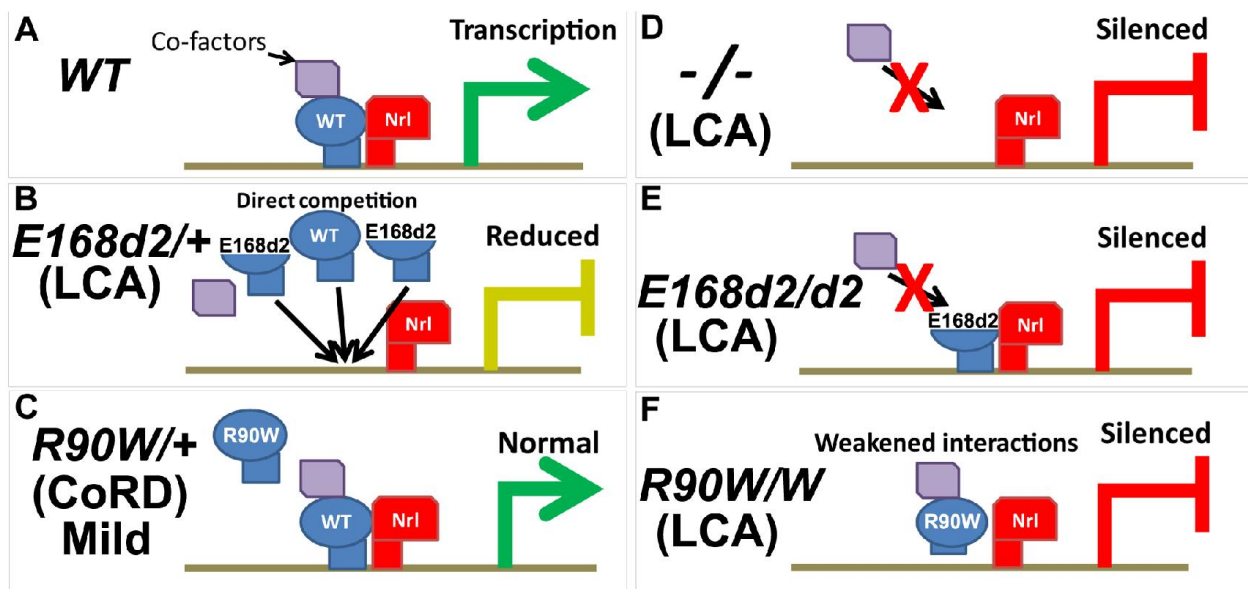 A
WT
Co-factors
Transcription
WT
Nrl
B
E168d2/+
(LCA)
Direct competition
E168d2
WT
E168d2
Reduced
Nrl
C
R90W/+
(CoRD)
Mild
R90W
Normal
WT
Nrl
D
-/-
(LCA)
Silenced
X
Nrl
E
E168d2/d2
(LCA)
Silenced
X
E168d2
Nrl
F
R90W/W
(LCA)
Weakened interactions
Silenced
R90W
Nrl